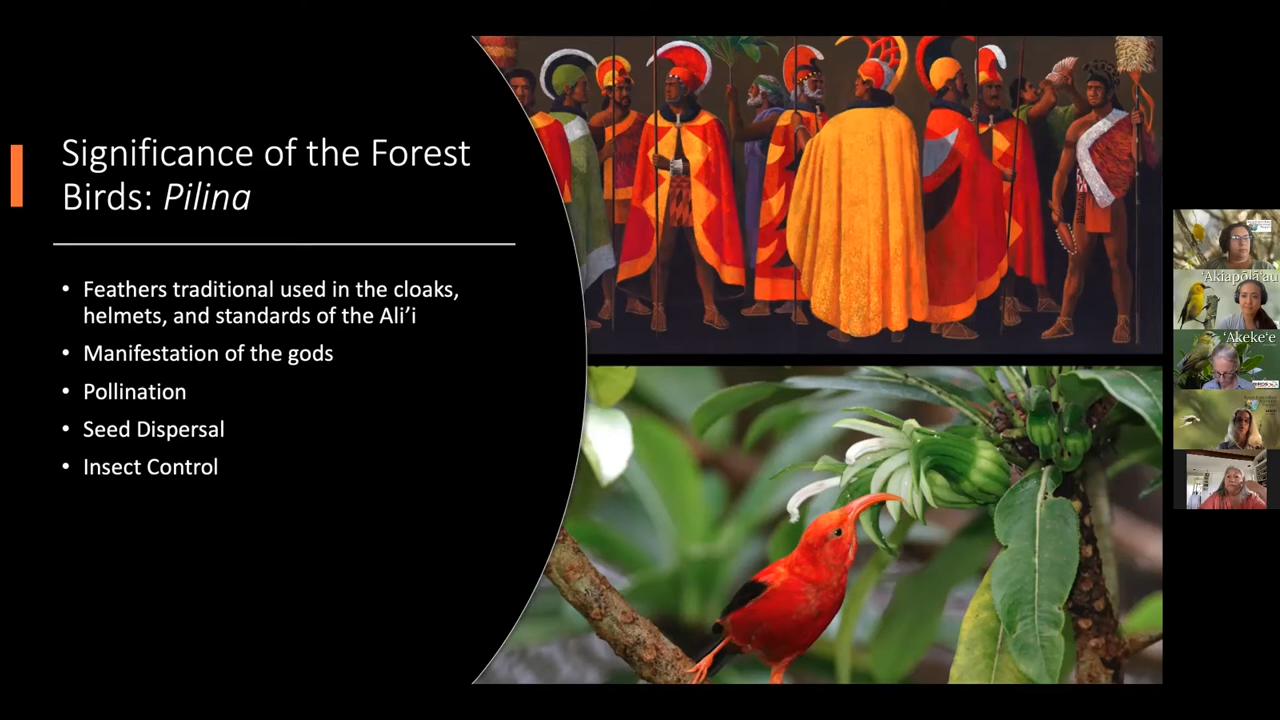 Significance of the Forest
Birds: Pilina
• Feathers traditional used in the cloaks,
helmets, and standards of the Ali’i
• Manifestation of the gods
• Pollination
• Seed Dispersal
• Insect Control
‘Akiapōlā‘au
‘Akeke‘e